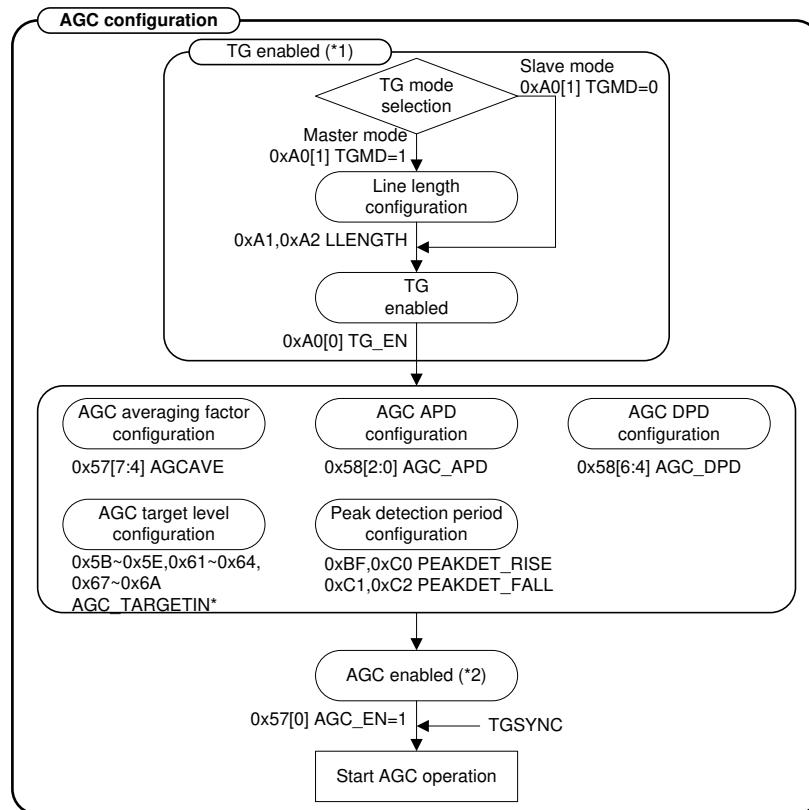 AGC configuration
TG enabled (*1)
TG mode
selection
Slave mode
0xA0[1] TGMD=0
Master mode
0xA0[1] TGMD=1
Line length
configuration
0xA1,0xA2 LLENGTH
TG
enabled
0xA0[0] TG_EN
AGC averaging factor
configuration
0x57[7:4] AGCAVE
AGC APD
configuration
0x58[2:0] AGC_APD
AGC DPD
configuration
0x58[6:4] AGC_DPD
AGC target level
configuration
0x5B~0x5E,0x61~0x64,
0x67~0x6A
AGC_TARGETIN*
Peak detection period
configuration
0xBF,0xC0 PEAKDET_RISE
0xC1,0xC2 PEAKDET_FALL
AGC enabled (*2)
0x57[0] AGC_EN=1
TGSYNC
Start AGC operation